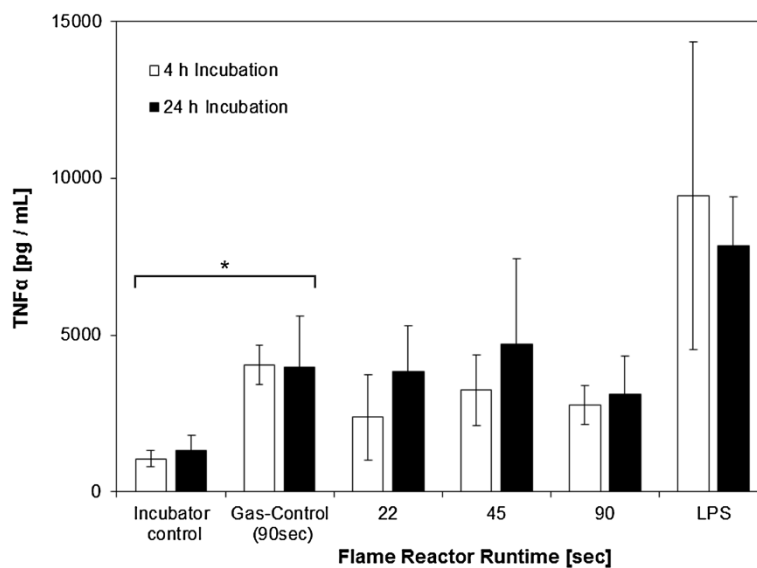 15000
4 h Incubation
24 h Incubation
10000
TNFα [pg / mL]
*
5000
0
Incubator
control
Gas-Control
(90sec)
22
45
90
LPS
Flame Reactor Runtime [sec]